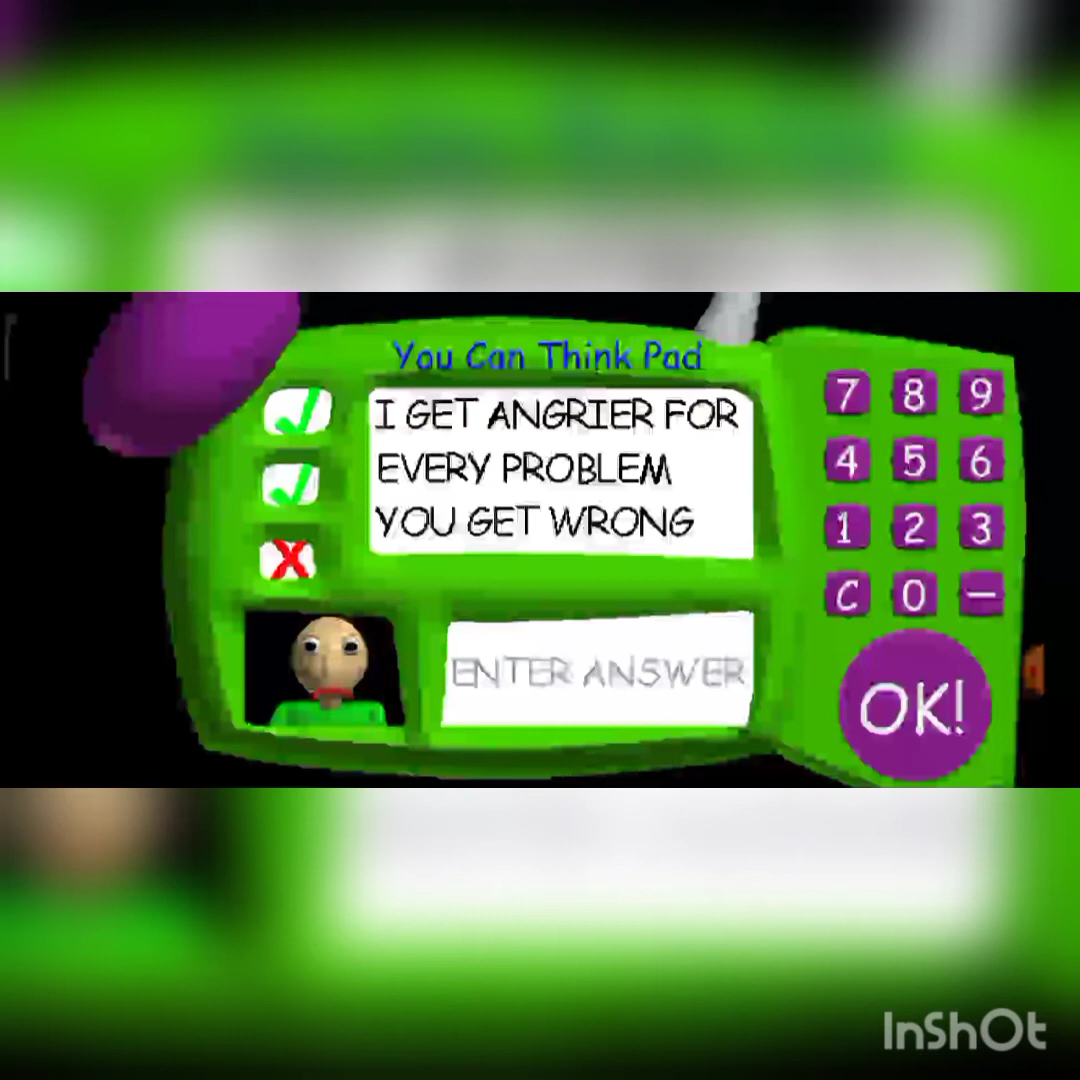 You Can Think Pad
I GET ANGRIER FOR
EVERY PROBLEM
YOU GET WRONG
ENTER ANSWER
7 8 9
4 5 6
1 2 3
C 0 −
OK!
InShOt